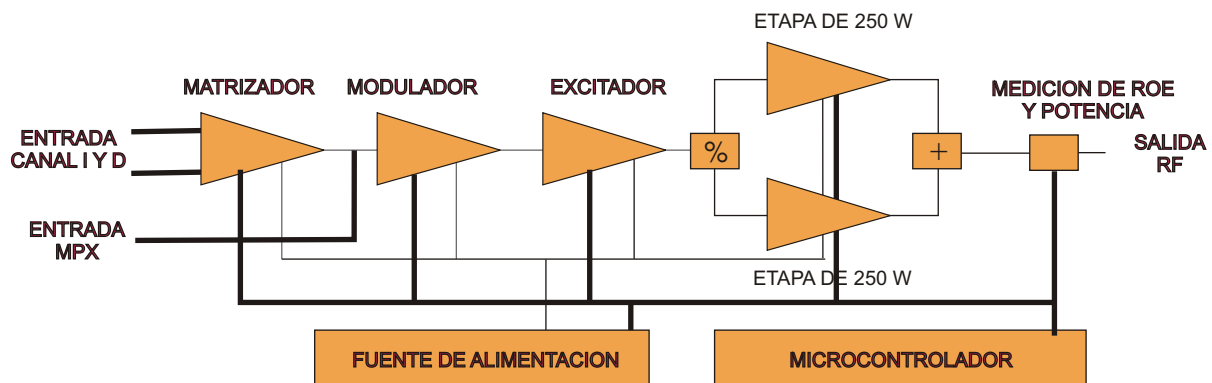 ETAPA DE 250 W
MATRIZADOR
MODULADOR
EXCITADOR
MEDICION DE ROE
Y POTENCIA
ENTRADA
CANAL I Y D
%
+
SALIDA
RF
ENTRADA
MPX
ETAPA DE 250 W
FUENTE DE ALIMENTACION
MICROCONTROLADOR